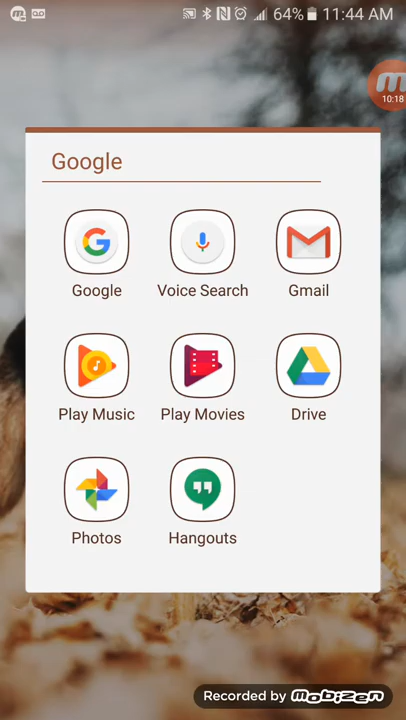 64% 11:44 AM
10:18
Google
Google Voice Search Gmail
Play Music Play Movies Drive
Photos Hangouts
Recorded by mobizen